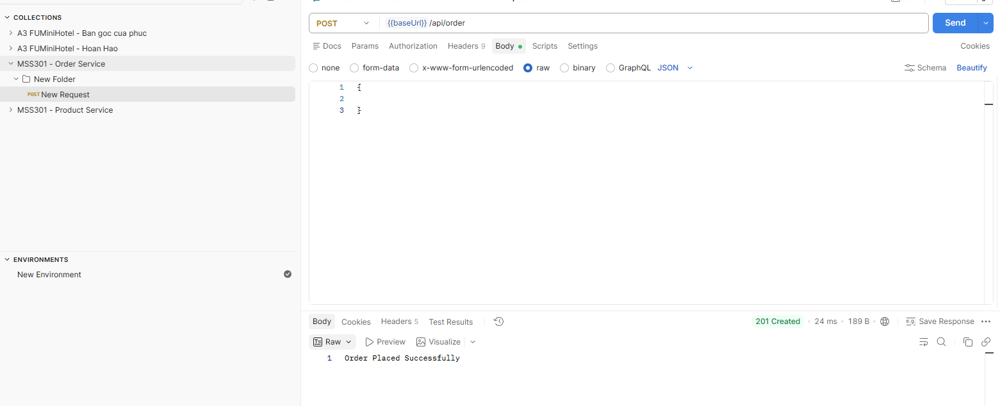 COLLECTIONS
A3 FUMiniHotel - Ban goc cua phuc
A3 FUMiniHotel - Hoan Hao
MSS301 - Order Service
New Folder
POST New Request
MSS301 - Product Service
ENVIRONMENTS
New Environment
POST {{baseUrl}} /api/order Send
Docs Params Authorization Headers 9 Body Scripts Settings Cookies
none form-data x-www-form-urlencoded raw binary GraphQL JSON Schema Beautify
1 {
2
3 }
Body Cookies Headers 5 Test Results 201 Created 24 ms 189 B e.g. Save Response
Raw Preview Visualize
1 Order Placed Successfully